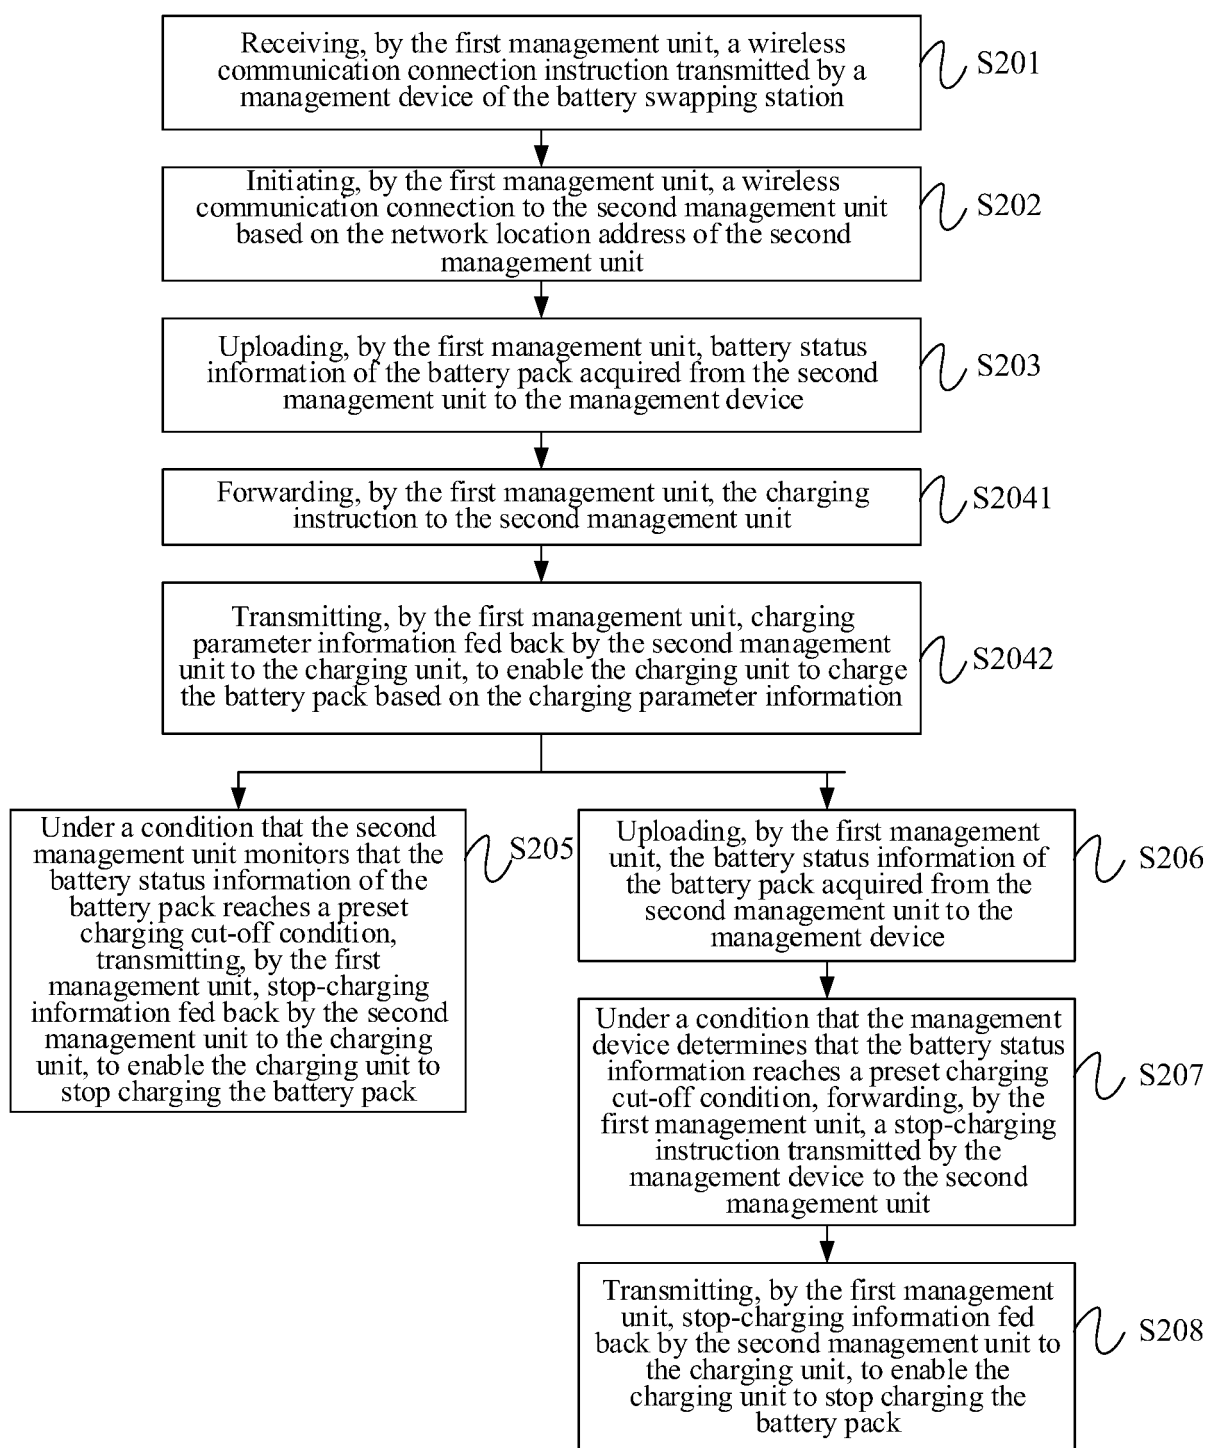 Receiving, by the first management unit, a wireless
communication connection instruction transmitted by a
management device of the battery swapping station
S201
Initiating, by the first management unit, a wireless
communication connection to the second management unit
based on the network location address of the second
management unit
S202
Uploading, by the first management unit, battery status
information of the battery pack acquired from the second
management unit to the management device
S203
Forwarding, by the first management unit, the charging
instruction to the second management unit
S2041
Transmitting, by the first management unit, charging
parameter information fed back by the second management
unit to the charging unit, to enable the charging unit to charge
the battery pack based on the charging parameter information
S2042
Under a condition that the second
management unit monitors that the
battery status information of the
battery pack reaches a preset
charging cut-off condition,
transmitting, by the first
management unit, stop-charging
information fed back by the second
management unit to the charging
unit, to enable the charging unit to
stop charging the battery pack
S205
Uploading, by the first management
unit, the battery status information of
the battery pack acquired from the
second management unit to the
management device
S206
Under a condition that the management
device determines that the battery status
information reaches a preset charging
cut-off condition, forwarding, by the
first management unit, a stop-charging
instruction transmitted by the
management device to the second
management unit
S207
Transmitting, by the first management
unit, stop-charging information fed
back by the second management unit to
the charging unit, to enable the
charging unit to stop charging the
battery pack
S208